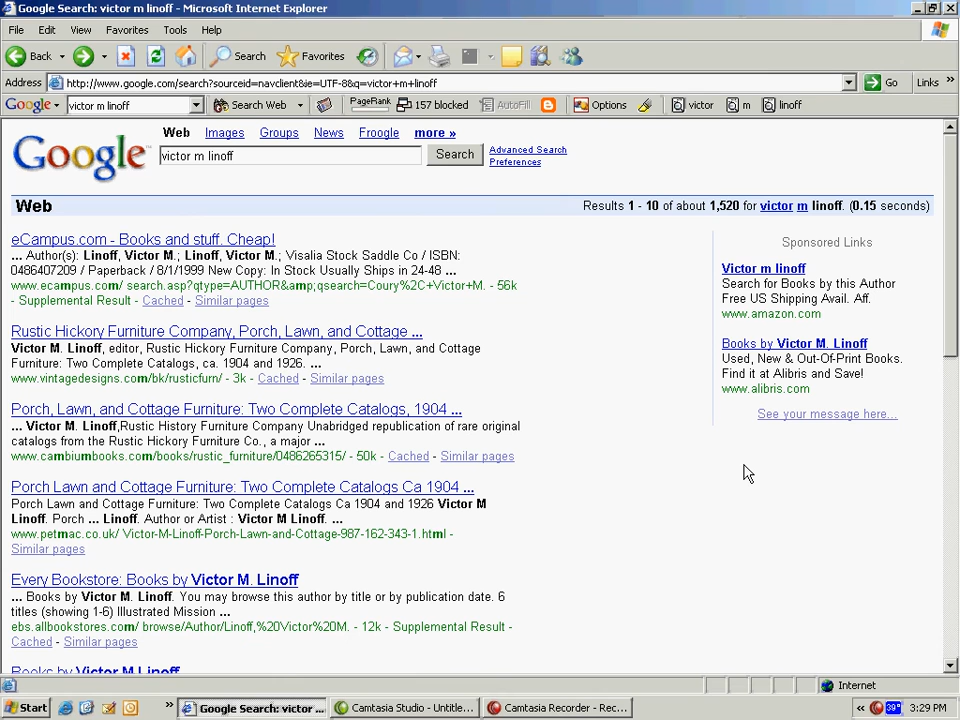 Google Search: victor m linoff - Microsoft Internet Explorer
File Edit View Favorites Tools Help
Back Search Favorites
Address http://www.google.com/search?sourceid=navclient&ie=UTF-8&q=victor+m+linoff Go Links »
Google victor m linoff Search Web PageRank 157 blocked AutoFill Options victor m linoff
Web Images Groups News Froogle more »
Google™ victor m linoff Search Advanced Search
Preferences
Web Results 1 - 10 of about 1,520 for victor m linoff. (0.15 seconds)
eCampus.com - Books and stuff. Cheap!
... Author(s): Linoff, Victor M.; Linoff, Victor M.; Visalia Stock Saddle Co / ISBN:
0486407209 / Paperback / 8/1/1999 New Copy: In Stock Usually Ships in 24-48 ...
www.ecampus.com/ search.asp?qtype=AUTHOR&amp;qsearch=Coury%2C+Victor+M. - 56k
- Supplemental Result - Cached - Similar pages
Rustic Hickory Furniture Company, Porch, Lawn, and Cottage ...
Victor M. Linoff, editor, Rustic Hickory Furniture Company, Porch, Lawn, and Cottage
Furniture: Two Complete Catalogs, ca. 1904 and 1926. ...
www.vintagedesigns.com/bk/rusticfurn/ - 3k - Cached - Similar pages
Porch, Lawn, and Cottage Furniture: Two Complete Catalogs, 1904 ...
... Victor M. Linoff,Rustic History Furniture Company Unabridged republication of rare original
catalogs from the Rustic Hickory Furniture Co., a major ...
www.cambiumbooks.com/books/rustic_furniture/0486265315/ - 50k - Cached - Similar pages
Porch Lawn and Cottage Furniture: Two Complete Catalogs Ca 1904 ...
Porch Lawn and Cottage Furniture: Two Complete Catalogs Ca 1904 and 1926 Victor M
Linoff. Porch ... Linoff. Author or Artist : Victor M Linoff. ...
www.petmac.co.uk/ Victor-M-Linoff-Porch-Lawn-and-Cottage-987-162-343-1.html -
Similar pages
Every Bookstore: Books by Victor M. Linoff
... Books by Victor M. Linoff. You may browse this author by title or by publication date. 6
titles (showing 1-6) Illustrated Mission ...
ebs.allbookstores.com/ browse/Author/Linoff,%20Victor%20M. - 12k - Supplemental Result -
Cached - Similar pages
Books by Victor M Linoff
Sponsored Links
Victor m linoff
Search for Books by this Author
Free US Shipping Avail. Aff.
www.amazon.com
Books by Victor M. Linoff
Used, New & Out-Of-Print Books.
Find it at Alibris and Save!
www.alibris.com
See your message here...
Internet
Start » Google Search: victor ... Camtasia Studio - Untitle... Camtasia Recorder - Rec... « 39° 3:29 PM